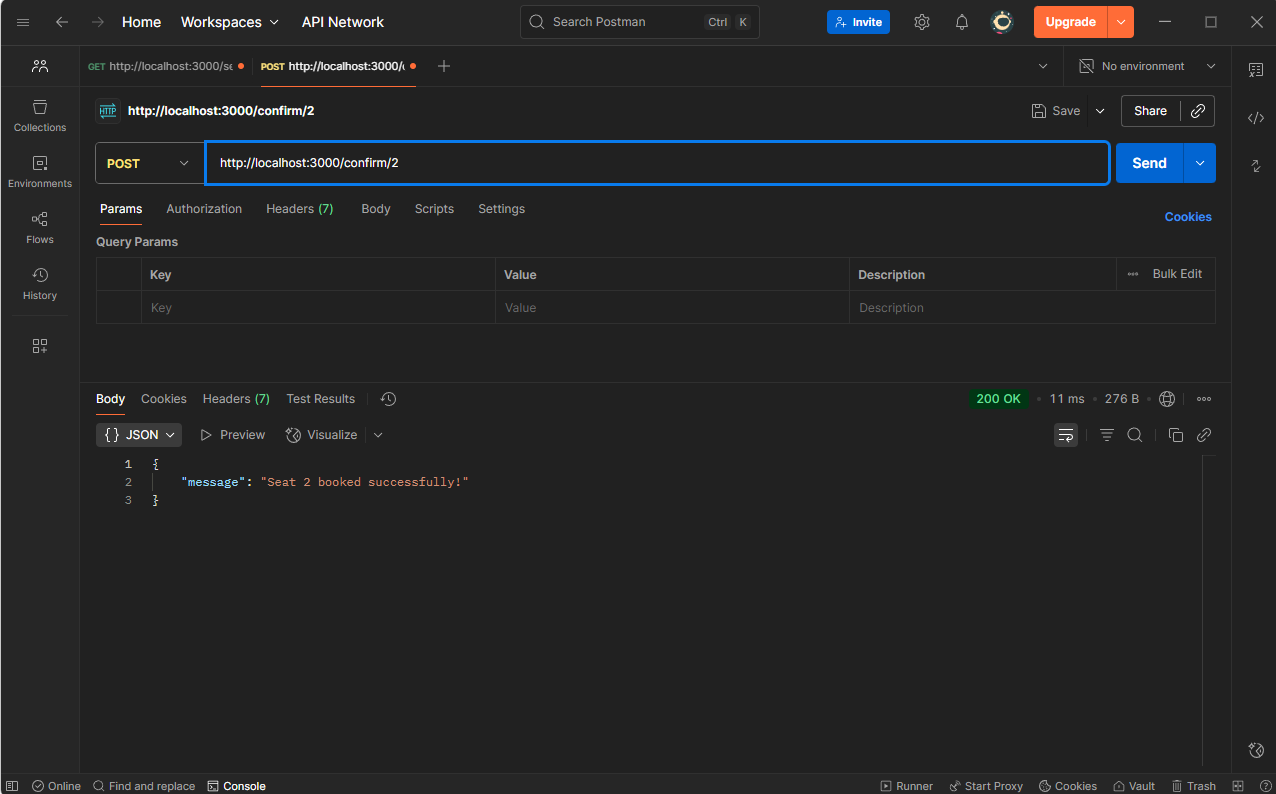 Home Workspaces API Network Search Postman Ctrl K Invite Upgrade
GET http://localhost:3000/se POST http://localhost:3000/ No environment
HTTP http://localhost:3000/confirm/2 Save Share
Collections
POST http://localhost:3000/confirm/2 Send
Environments
Params Authorization Headers (7) Body Scripts Settings Cookies
Flows
Query Params
Key Value Description Bulk Edit
History
Key Value Description
Body Cookies Headers (7) Test Results 200 OK • 11 ms • 276 B •
{} JSON Preview Visualize
1 {
2 "message": "Seat 2 booked successfully!"
3 }
Online Find and replace Console Runner Start Proxy Cookies Vault Trash